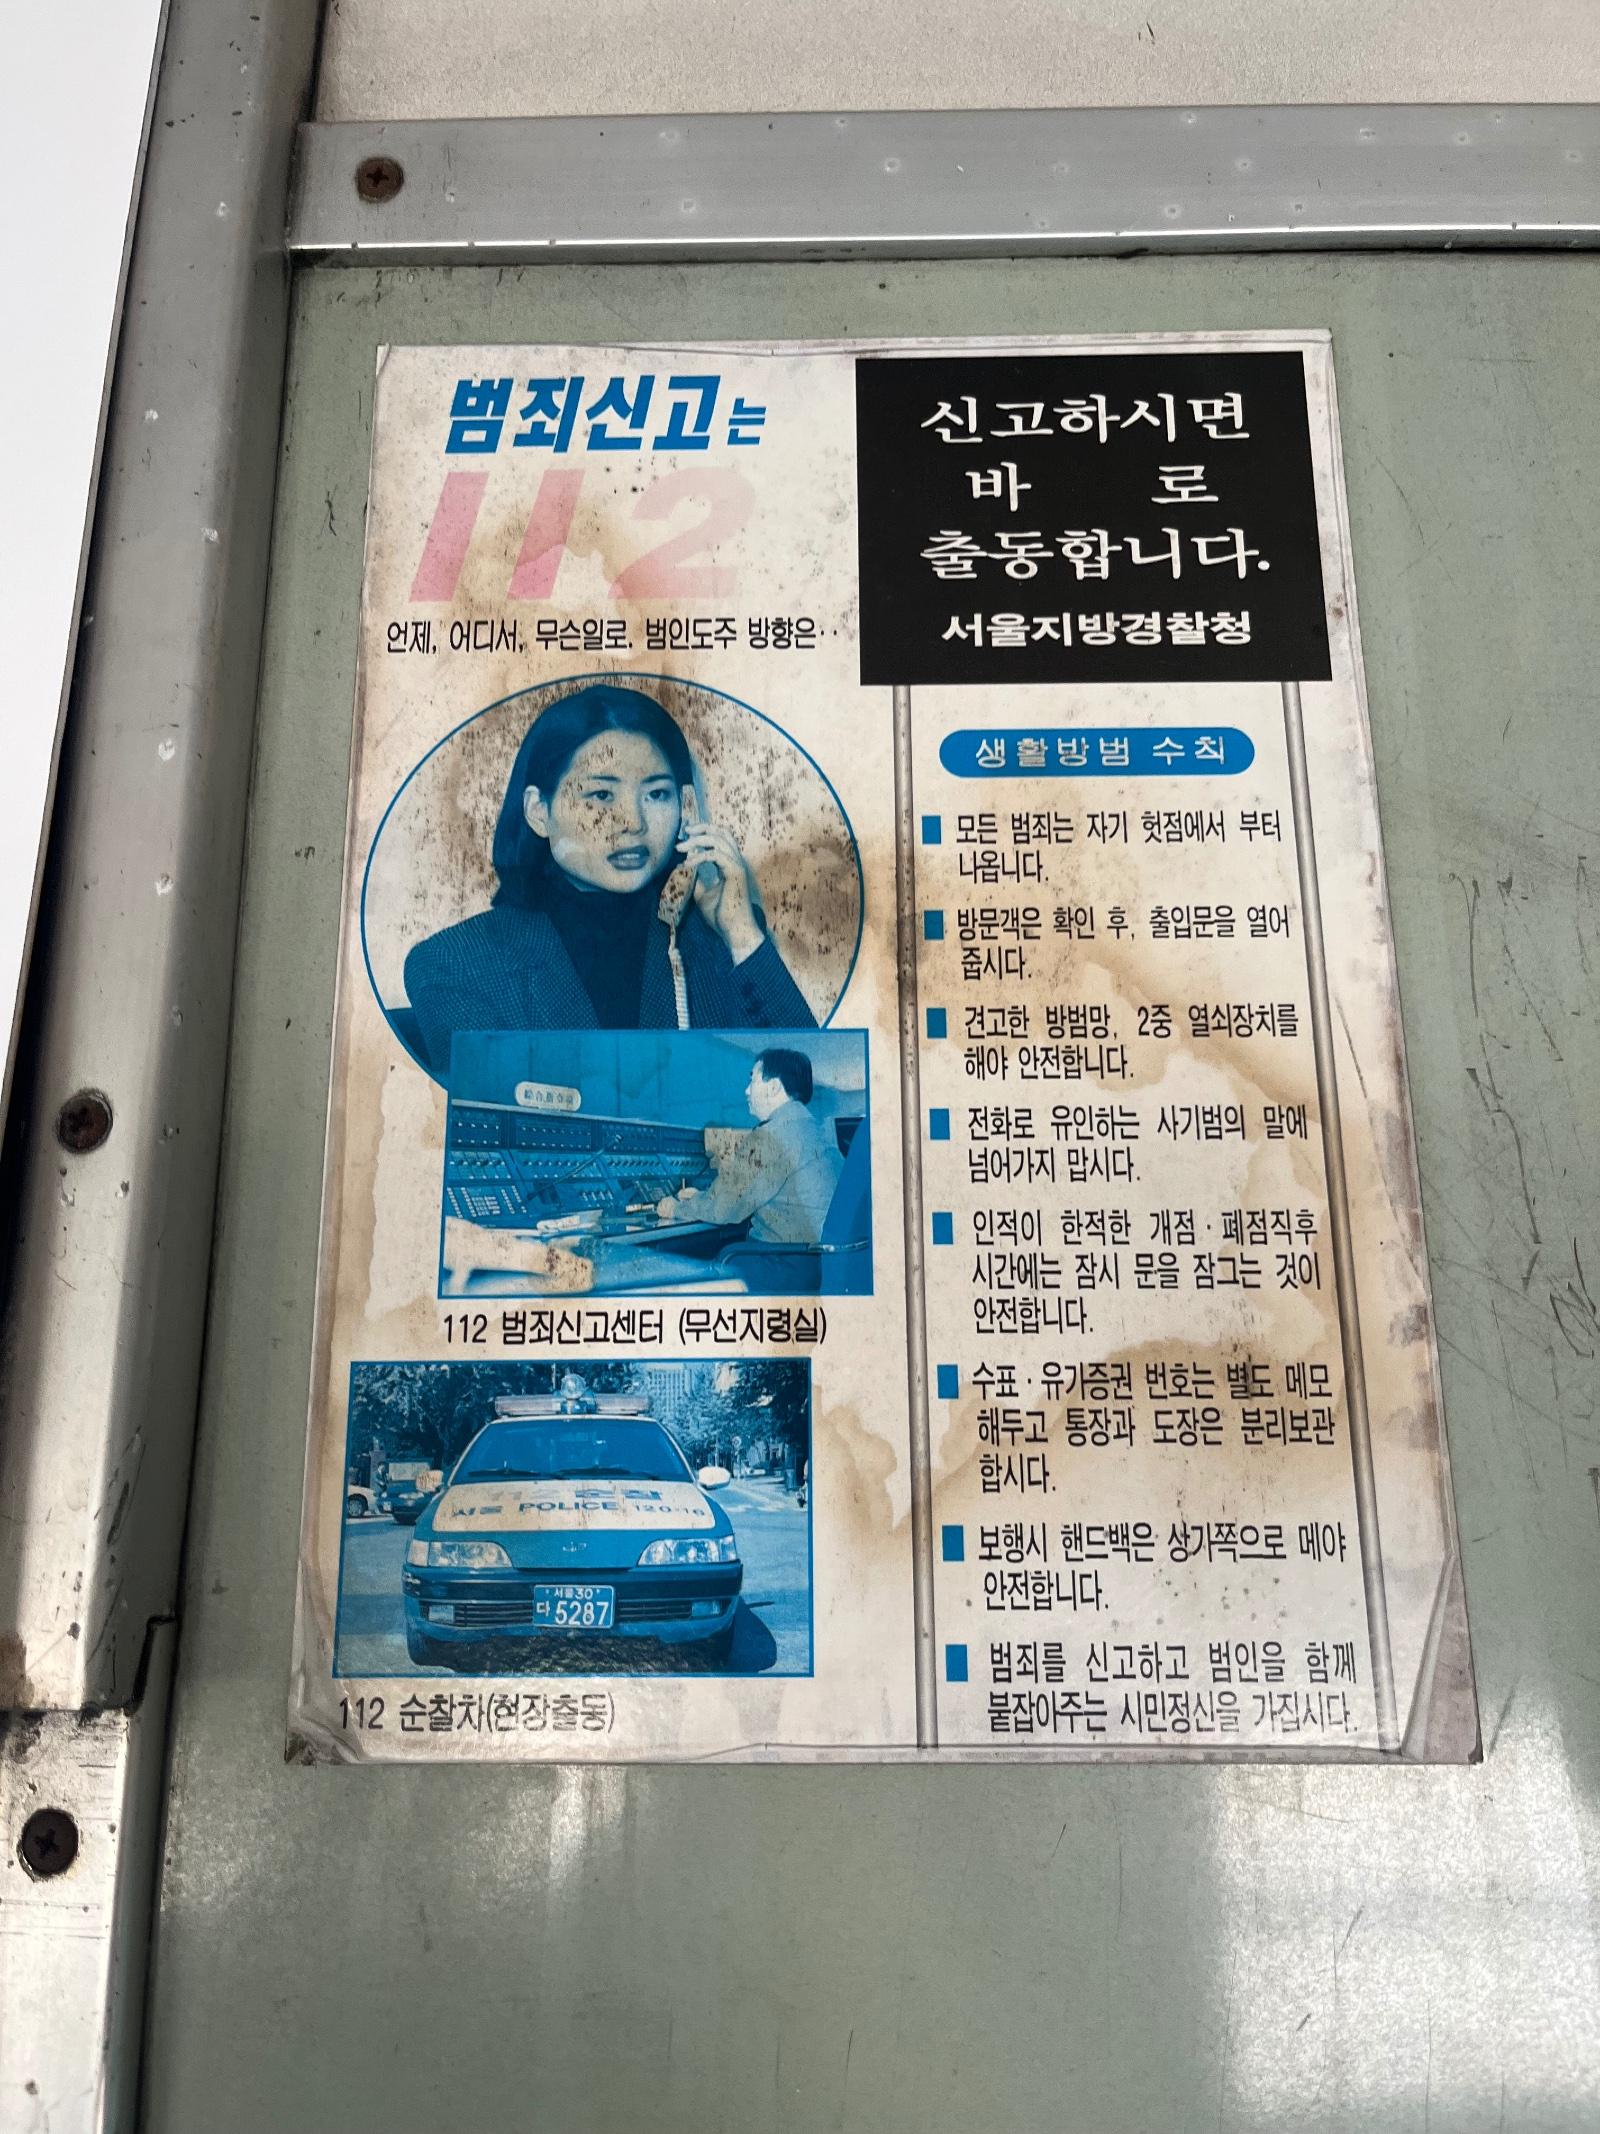 범죄신고는
112
언제, 어디서, 무슨일로. 범인도주 방향은··
신고하시면
바 로
출동합니다.
서울지방경찰청
112 범죄신고센터 (무선지령실)
서울 POLICE 120-16
서울30
다5287
112 순찰차(현장출동)
생활방범 수칙
■ 모든 범죄는 자기 헛점에서 부터
나옵니다.
■ 방문객은 확인 후, 출입문을 열어
줍시다.
■ 견고한 방범망, 2중 열쇠장치를
해야 안전합니다.
■ 전화로 유인하는 사기범의 말에
넘어가지 맙시다.
■ 인적이 한적한 개점·폐점직후
시간에는 잠시 문을 잠그는 것이
안전합니다.
■ 수표·유가증권 번호는 별도 메모
해두고 통장과 도장은 분리보관
합시다.
■ 보행시 핸드백은 상가쪽으로 메야
안전합니다.
■ 범죄를 신고하고 범인을 함께
붙잡아주는 시민정신을 가집시다.